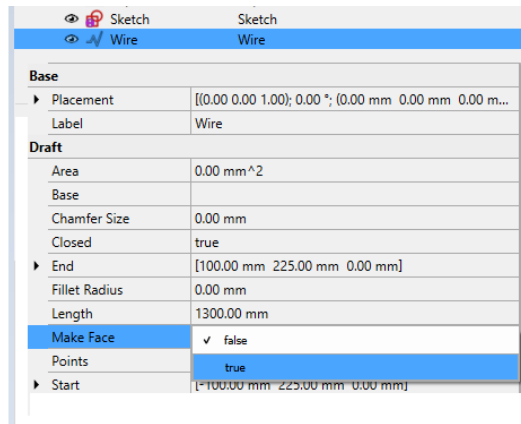 Sketch Sketch
Wire Wire
Base
Placement [(0.00 0.00 1.00); 0.00 °; (0.00 mm 0.00 mm 0.00 m...
Label Wire
Draft
Area 0.00 mm^2
Base
Chamfer Size 0.00 mm
Closed true
End [100.00 mm 225.00 mm 0.00 mm]
Fillet Radius 0.00 mm
Length 1300.00 mm
Make Face ✓ false
Points true
Start [-100.00 mm 225.00 mm 0.00 mm]